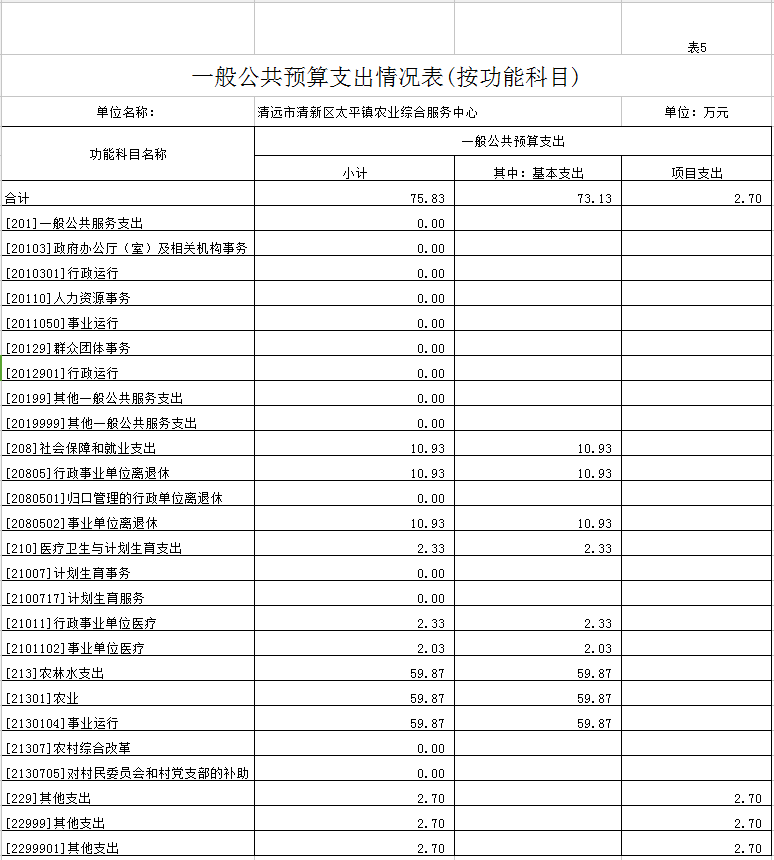 表5
一般公共预算支出情况表(按功能科目)
单位名称: 清远市清新区太平镇农业综合服务中心 单位: 万元
功能科目名称 一般公共预算支出
小计 其中: 基本支出 项目支出
合计 75.83 73.13 2.70
[201]一般公共服务支出 0.00
[20103]政府办公厅（室）及相关机构事务 0.00
[2010301]行政运行 0.00
[20110]人力资源事务 0.00
[2011050]事业运行 0.00
[20129]群众团体事务 0.00
[2012901]行政运行 0.00
[20199]其他一般公共服务支出 0.00
[2019999]其他一般公共服务支出 0.00
[208]社会保障和就业支出 10.93 10.93
[20805]行政事业单位离退休 10.93 10.93
[2080501]归口管理的行政单位离退休 0.00
[2080502]事业单位离退休 10.93 10.93
[210]医疗卫生与计划生育支出 2.33 2.33
[21007]计划生育事务 0.00
[2100717]计划生育服务 0.00
[21011]行政事业单位医疗 2.33 2.33
[2101102]事业单位医疗 2.03 2.03
[213]农林水支出 59.87 59.87
[21301]农业 59.87 59.87
[2130104]事业运行 59.87 59.87
[21307]农村综合改革 0.00
[2130705]对村民委员会和村党支部的补助 0.00
[229]其他支出 2.70 2.70
[22999]其他支出 2.70 2.70
[2299901]其他支出 2.70 2.70